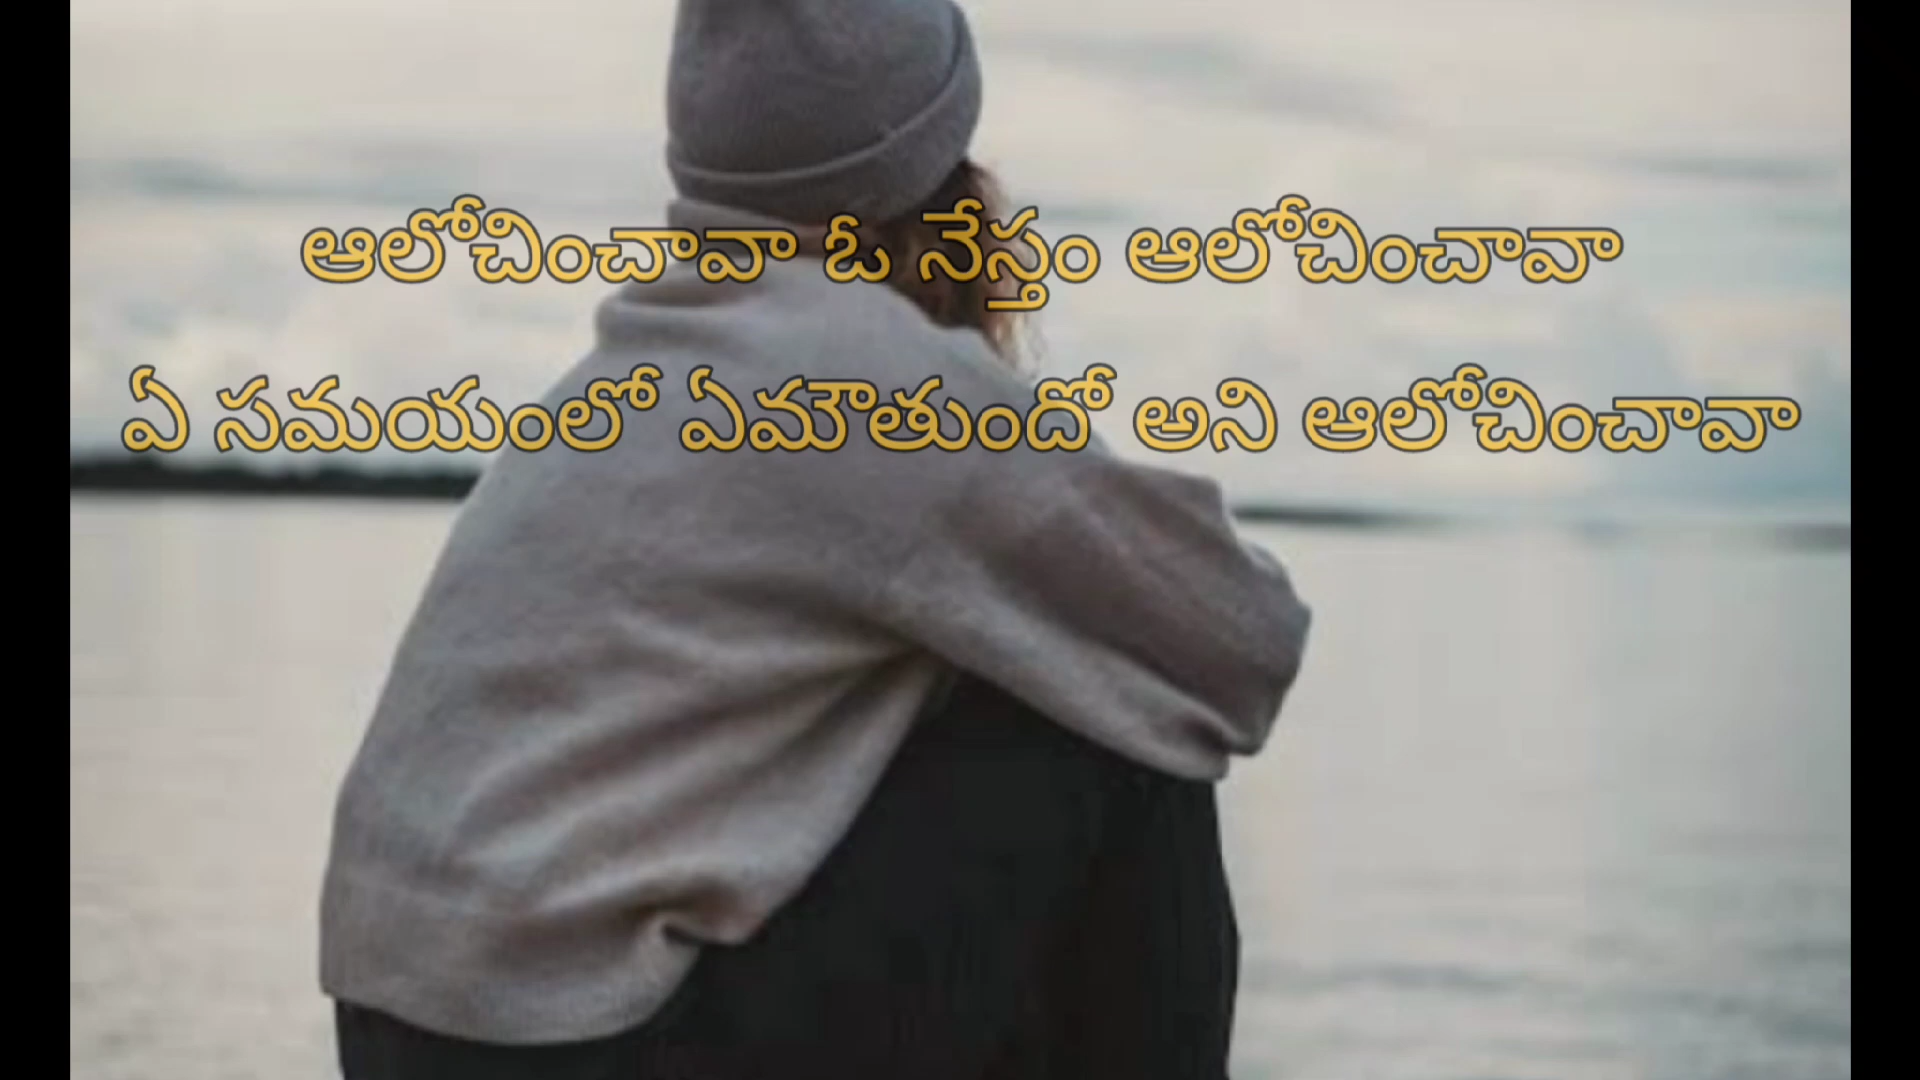 ఆలోచించావా ఓ నేస్తం ఆలోచించావా
ఏ సమయంలో ఏమౌతుందో అని ఆలోచించావా